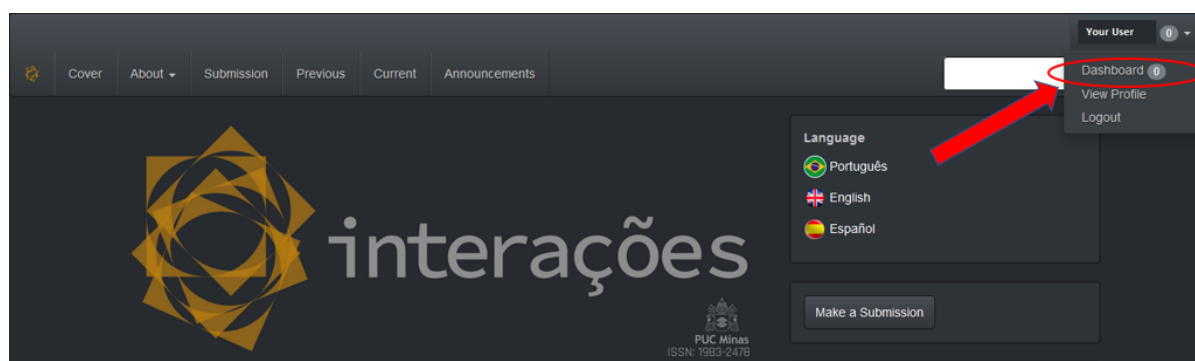 Your User 0
Cover About Submission Previous Current Announcements
Dashboard 0
View Profile
Logout
Language
Português
English
Español
interações
PUC Minas
ISSN: 1983-2478
Make a Submission